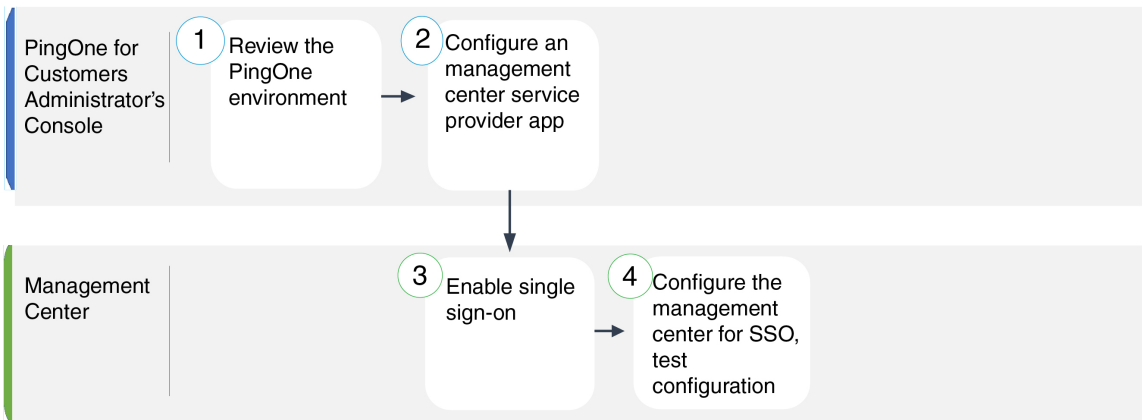 PingOne for
Customers
Administrator's
Console
1
Review the
PingOne
environment
2
Configure an
management
center service
provider app
Management
Center
3
Enable single
sign-on
4
Configure the
management
center for SSO,
test
configuration